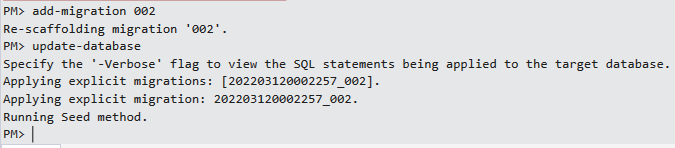 PM> add-migration 002
Re-scaffolding migration '002'.
PM> update-database
Specify the '-Verbose' flag to view the SQL statements being applied to the target database.
Applying explicit migrations: [202203120002257_002].
Applying explicit migration: 202203120002257_002.
Running Seed method.
PM>